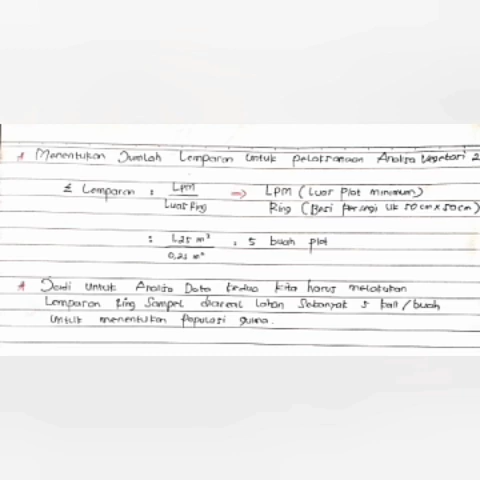 * Menentukan Jumlah Lemparan Untuk pelaksanaan Analisa Vegetasi 2
£ Lemparan : LPM / Luas Ring => LPM (Luas Plot minimum)
Ring (Besi Persegi Uk 50 cm x 50 cm)
: 1,25 m² / 0,25 m² : 5 buah plot
* Jadi Untuk Analisa Data kedua kita harus melakukan
Lemparan Ring Sampel diareal Lahan Sebanyak 5 kali/buah
Untuk menentukan Populasi gulma.